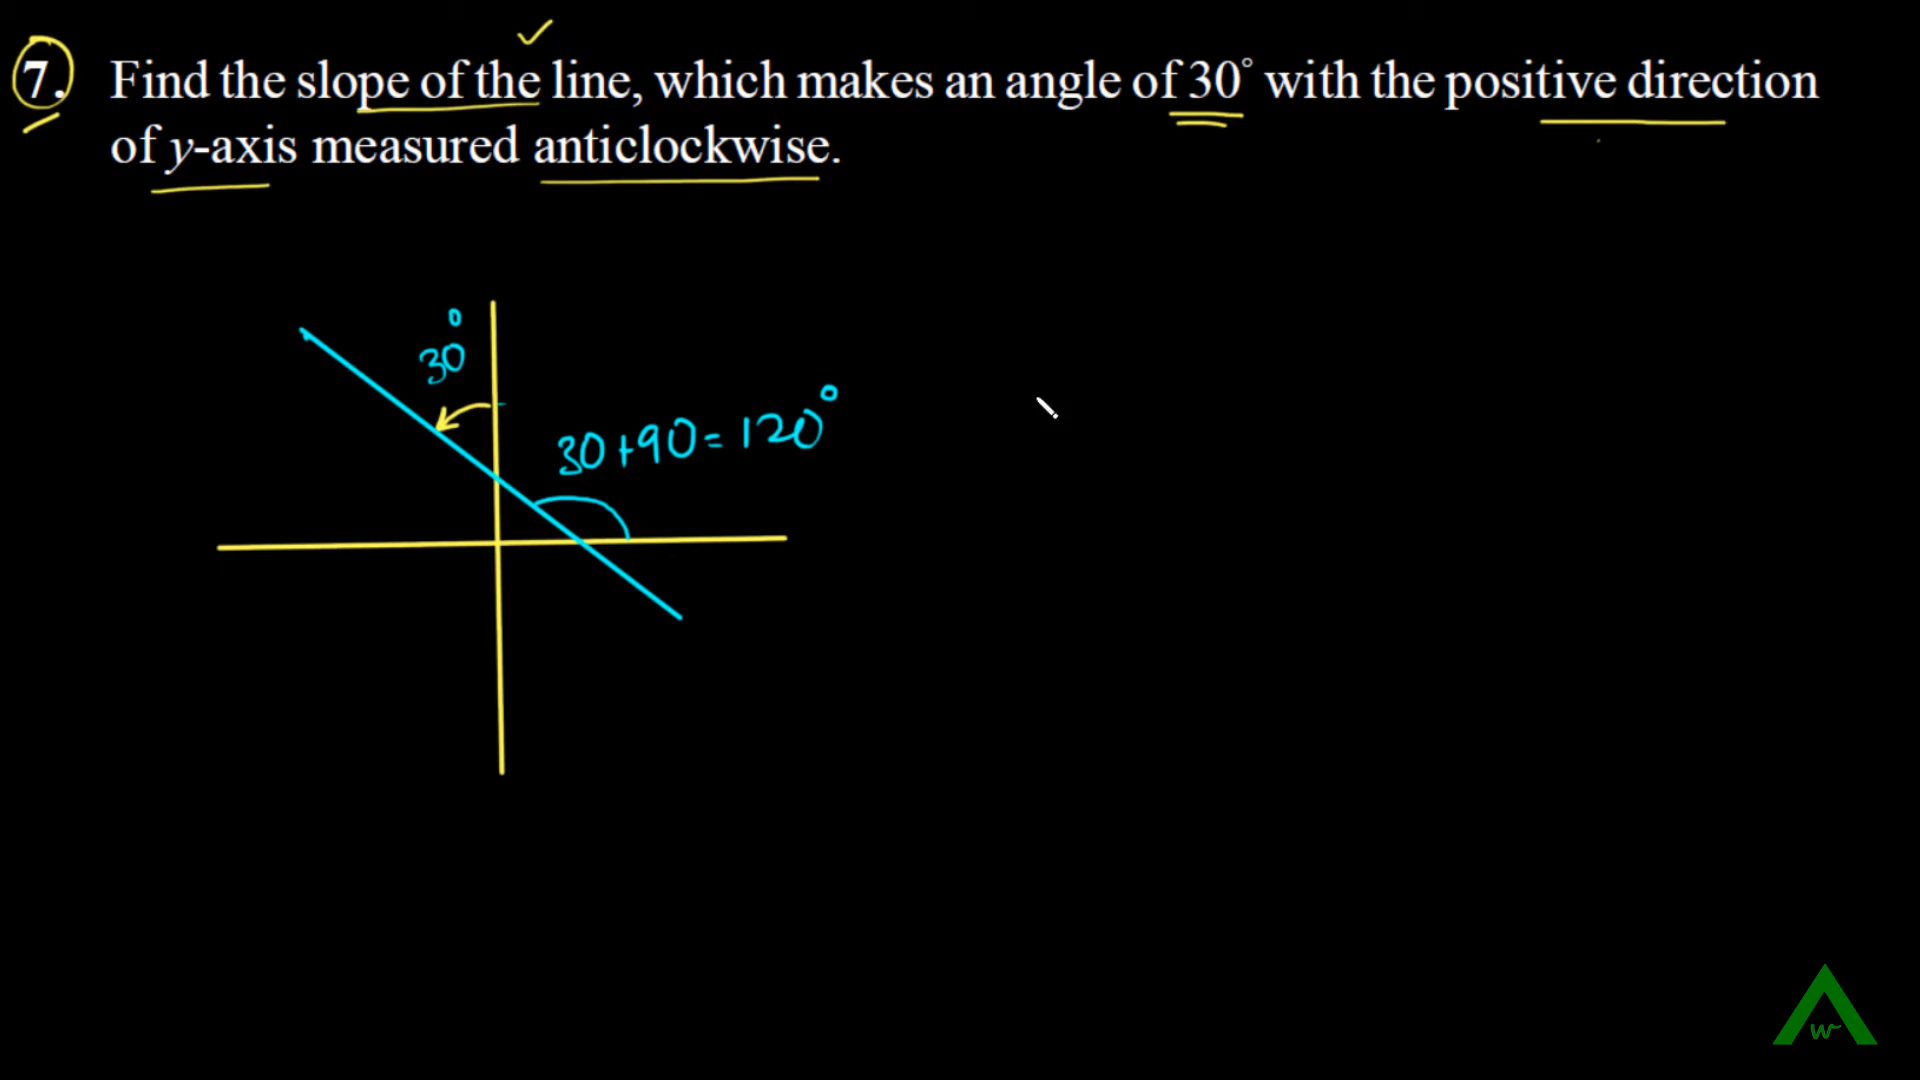 7. Find the slope of the line, which makes an angle of 30° with the positive direction
of y-axis measured anticlockwise.
30°
30+90=120°
w